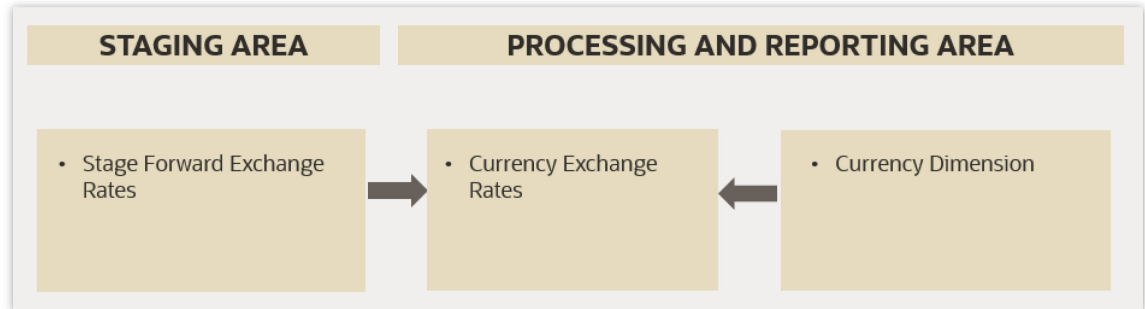 STAGING AREA
PROCESSING AND REPORTING AREA
• Stage Forward Exchange
Rates
• Currency Exchange
Rates
• Currency Dimension